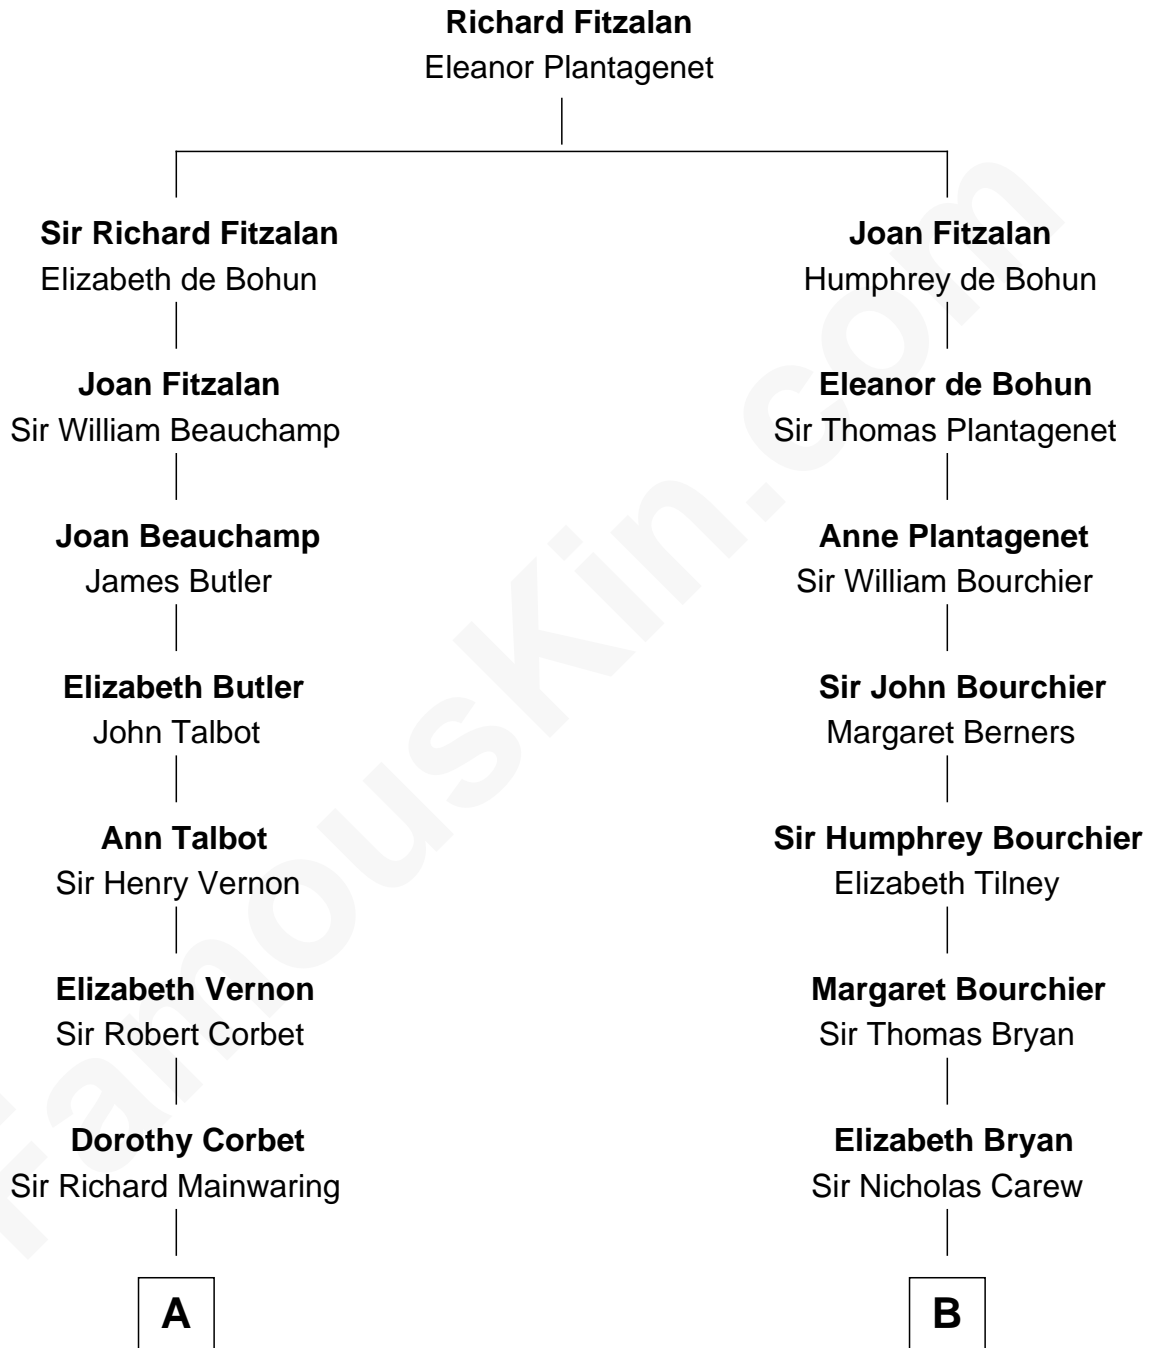 Richard Fitzalan
Eleanor Plantagenet
Sir Richard Fitzalan
Elizabeth de Bohun
Joan Fitzalan
Sir William Beauchamp
Joan Beauchamp
James Butler
Elizabeth Butler
John Talbot
Ann Talbot
Sir Henry Vernon
Elizabeth Vernon
Sir Robert Corbet
Dorothy Corbet
Sir Richard Mainwaring
A
Joan Fitzalan
Humphrey de Bohun
Eleanor de Bohun
Sir Thomas Plantagenet
Anne Plantagenet
Sir William Bourchier
Sir John Bourchier
Margaret Berners
Sir Humphrey Bourchier
Elizabeth Tilney
Margaret Bourchier
Sir Thomas Bryan
Elizabeth Bryan
Sir Nicholas Carew
B
FamousKin.com